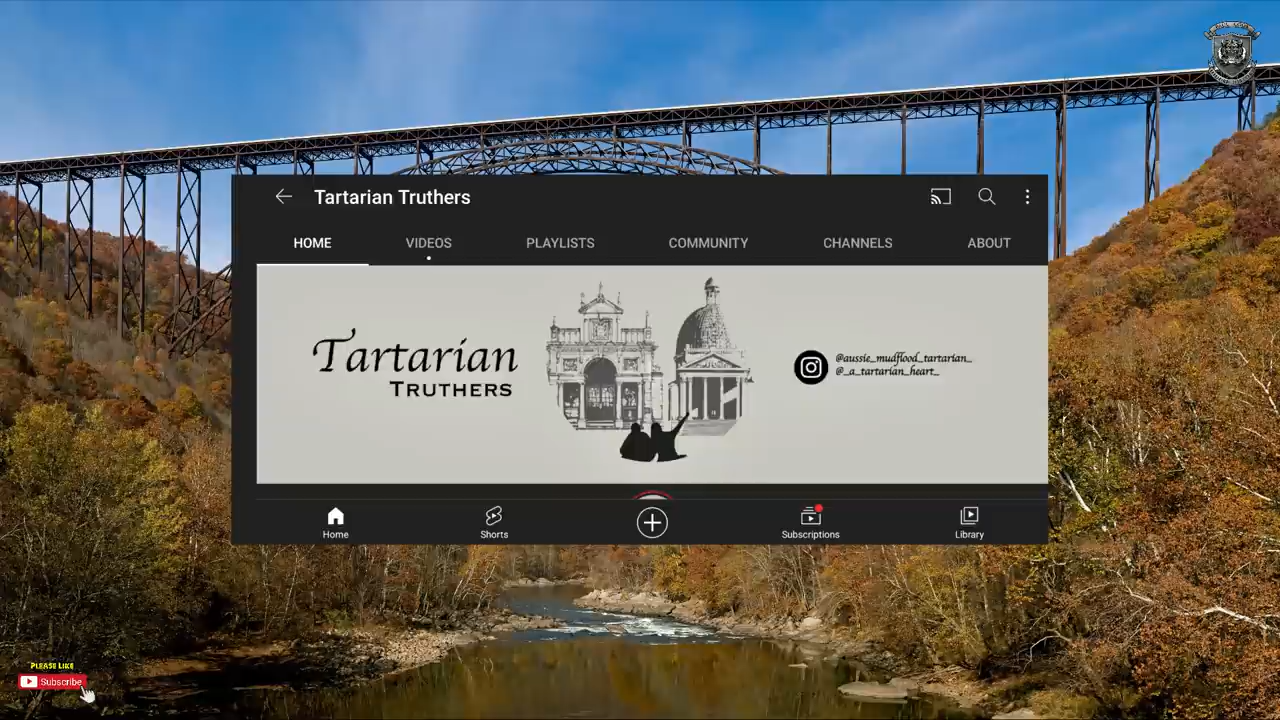 Tartarian Truthers
HOME VIDEOS PLAYLISTS COMMUNITY CHANNELS ABOUT
Tartarian
TRUTHERS
@aussie_mudflood_tartarian_
@_a_tartarian_heart_
Home Shorts Subscriptions Library
PLEASE LIKE
Subscribe